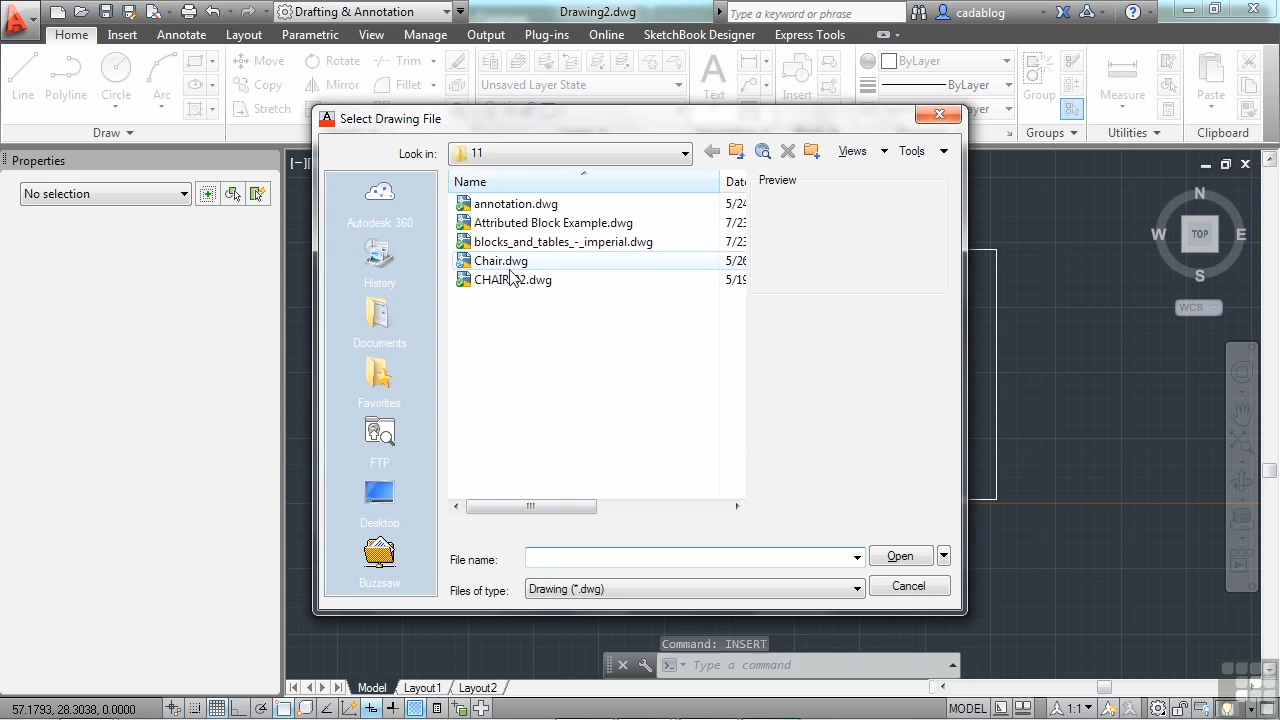 Drafting & Annotation
Drawing2.dwg
Type a keyword or phrase
cadablog
Home Insert Annotate Layout Parametric View Manage Output Plug-ins Online SketchBook Designer Express Tools
Move Rotate Trim
Unsaved Layer State
ByLayer
Line Polyline Circle Arc
Copy Mirror Fillet
Text Insert
ByLayer
Group Measure Paste
Stretch
ByLayer
Draw
Groups Utilities Clipboard
Select Drawing File
Properties
No selection
Look in: 11
Views Tools
Name Date
Preview
annotation.dwg 5/24
Attributed Block Example.dwg 7/23
blocks_and_tables_-_imperial.dwg 7/23
Chair.dwg 5/26
5/19
Autodesk 360
History
Documents
Favorites
FTP
Desktop
Buzzsaw
N
W TOP E
S
WCS
File name:
Open
Files of type: Drawing (*.dwg)
Cancel
Command: INSERT
Type a command
Model Layout1 Layout2
57.1793, 28.3038, 0.0000
MODEL
1:1